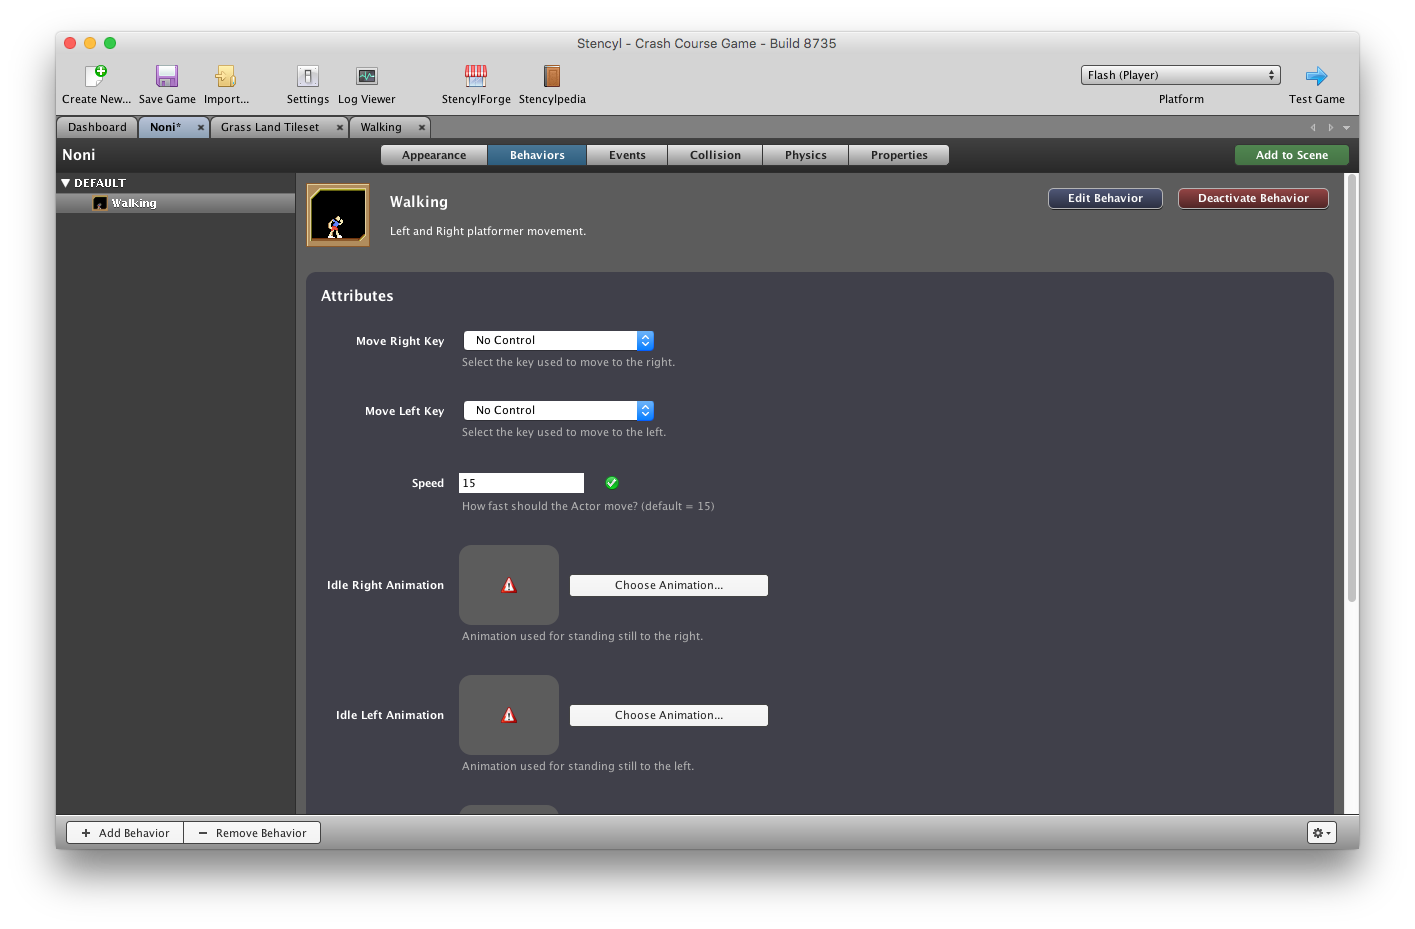 Stencyl - Crash Course Game - Build 8735
Create New... Save Game Import... Settings Log Viewer StencylForge Stencylpedia Flash (Player) Platform Test Game
Dashboard Noni* Grass Land Tileset Walking
Noni Appearance Behaviors Events Collision Physics Properties Add to Scene
DEFAULT
Walking
Walking Edit Behavior Deactivate Behavior
Left and Right platformer movement.
Attributes
Move Right Key No Control
Select the key used to move to the right.
Move Left Key No Control
Select the key used to move to the left.
Speed 15
How fast should the Actor move? (default = 15)
Idle Right Animation Choose Animation...
Animation used for standing still to the right.
Idle Left Animation Choose Animation...
Animation used for standing still to the left.
+ Add Behavior − Remove Behavior